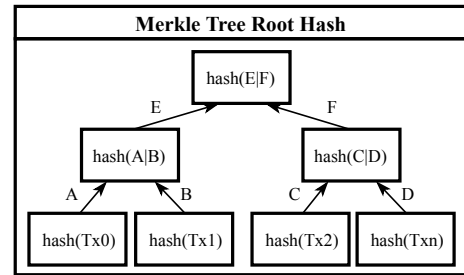 Merkle Tree Root Hash
hash(E|F)
E
F
hash(A|B)
hash(C|D)
A
B
C
D
hash(Tx0)
hash(Tx1)
hash(Tx2)
hash(Txn)